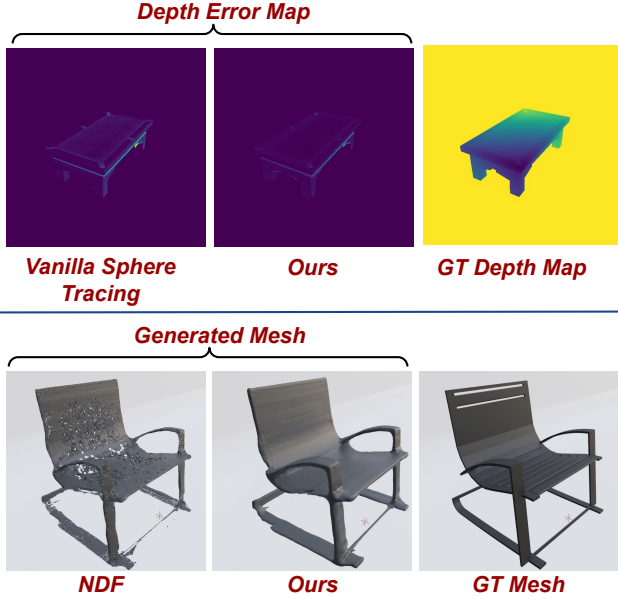 Depth Error Map
Vanilla Sphere
Tracing
Ours
GT Depth Map
Generated Mesh
NDF
Ours
GT Mesh